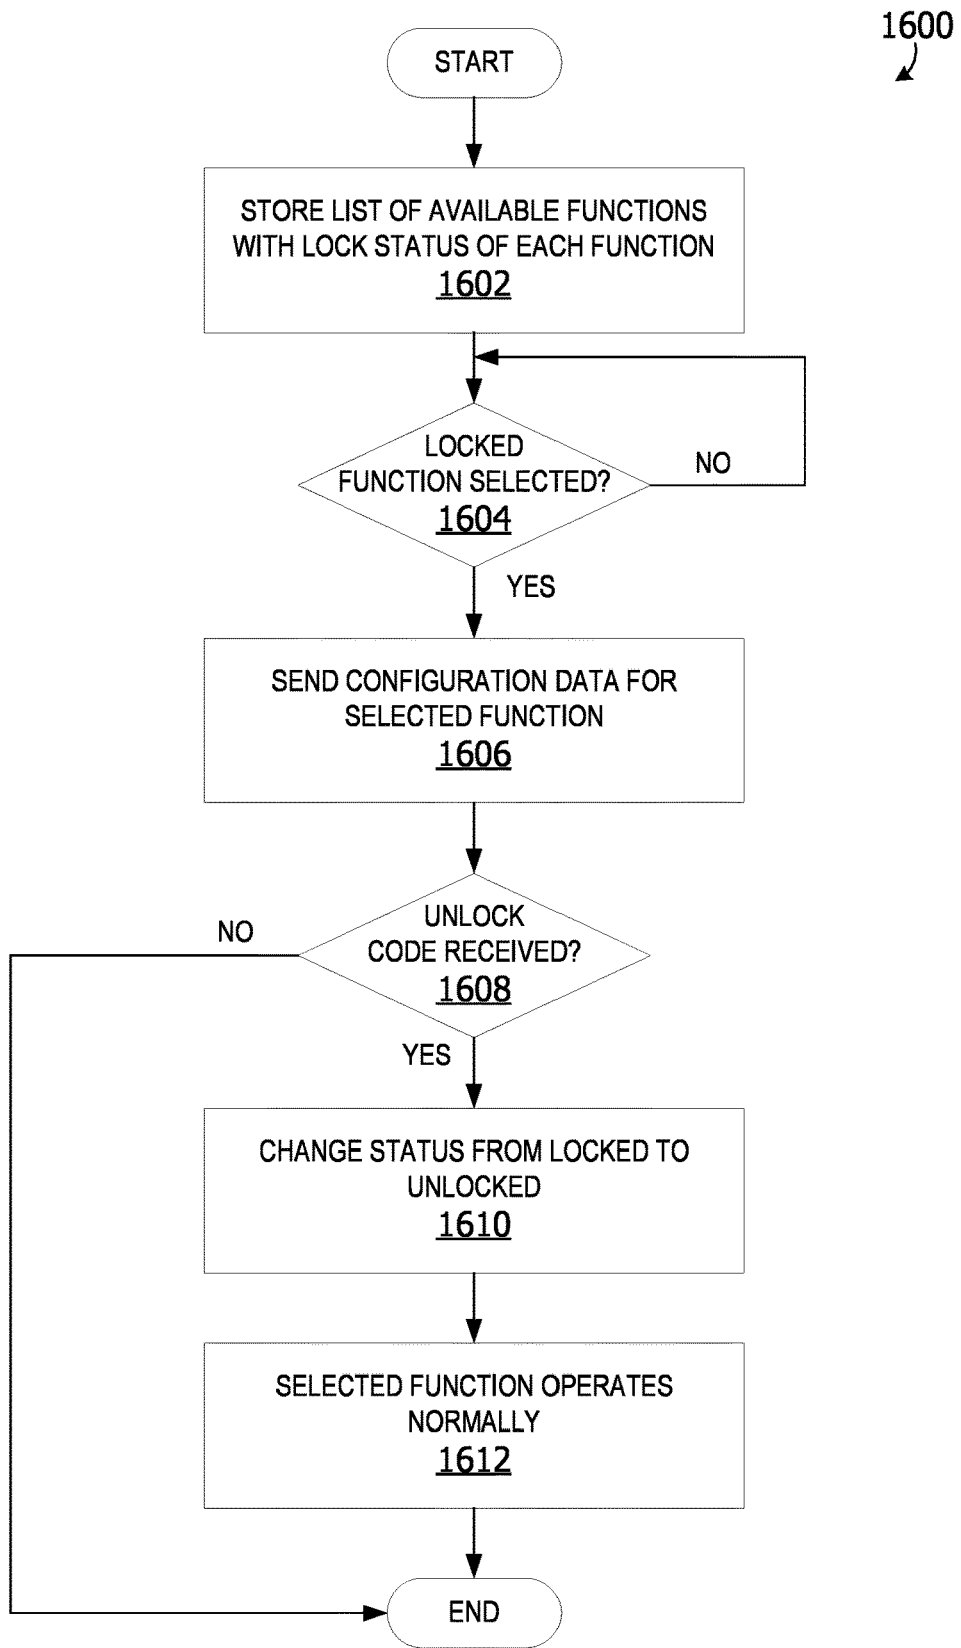 1600
START
STORE LIST OF AVAILABLE FUNCTIONS
WITH LOCK STATUS OF EACH FUNCTION
1602
LOCKED
FUNCTION SELECTED?
1604
NO
YES
SEND CONFIGURATION DATA FOR
SELECTED FUNCTION
1606
UNLOCK
CODE RECEIVED?
1608
NO
YES
CHANGE STATUS FROM LOCKED TO
UNLOCKED
1610
SELECTED FUNCTION OPERATES
NORMALLY
1612
END